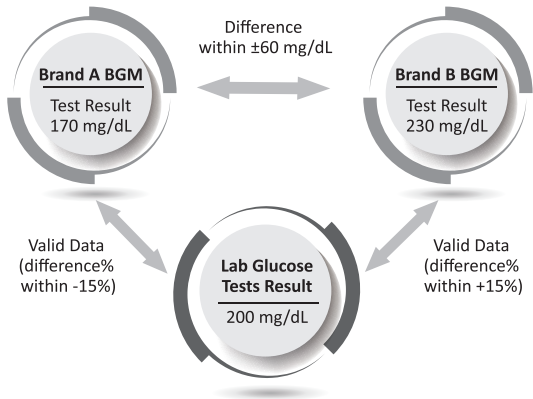 Difference
within ±60 mg/dL
Brand A BGM
Test Result
170 mg/dL
Brand B BGM
Test Result
230 mg/dL
Valid Data
(difference%
within -15%)
Lab Glucose
Tests Result
200 mg/dL
Valid Data
(difference%
within +15%)